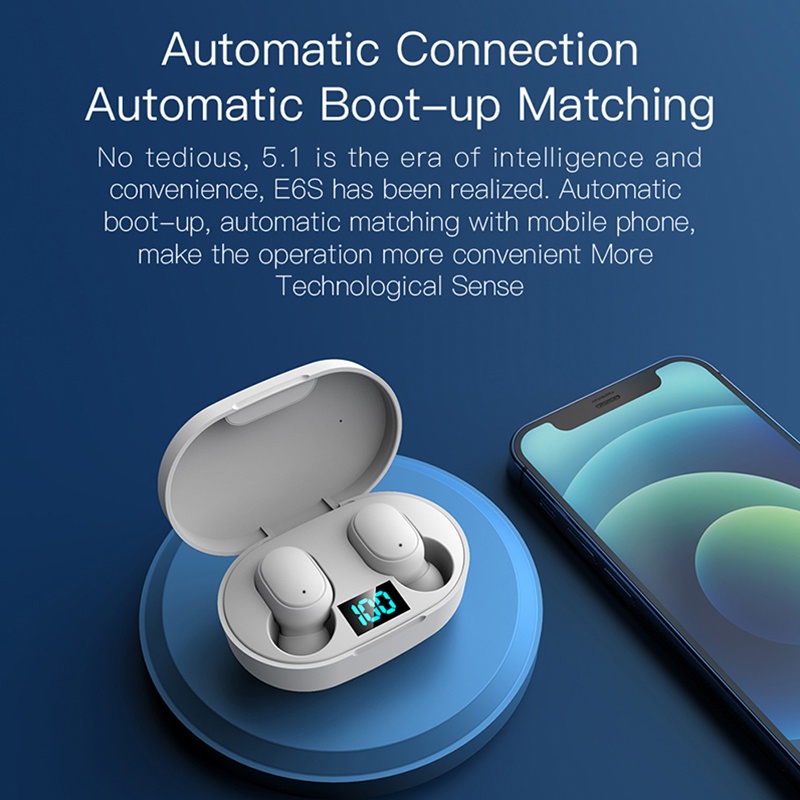 Automatic Connection
Automatic Boot-up Matching
No tedious, 5.1 is the era of intelligence and
convenience, E6S has been realized. Automatic
boot-up, automatic matching with mobile phone,
make the operation more convenient More
Technological Sense
100